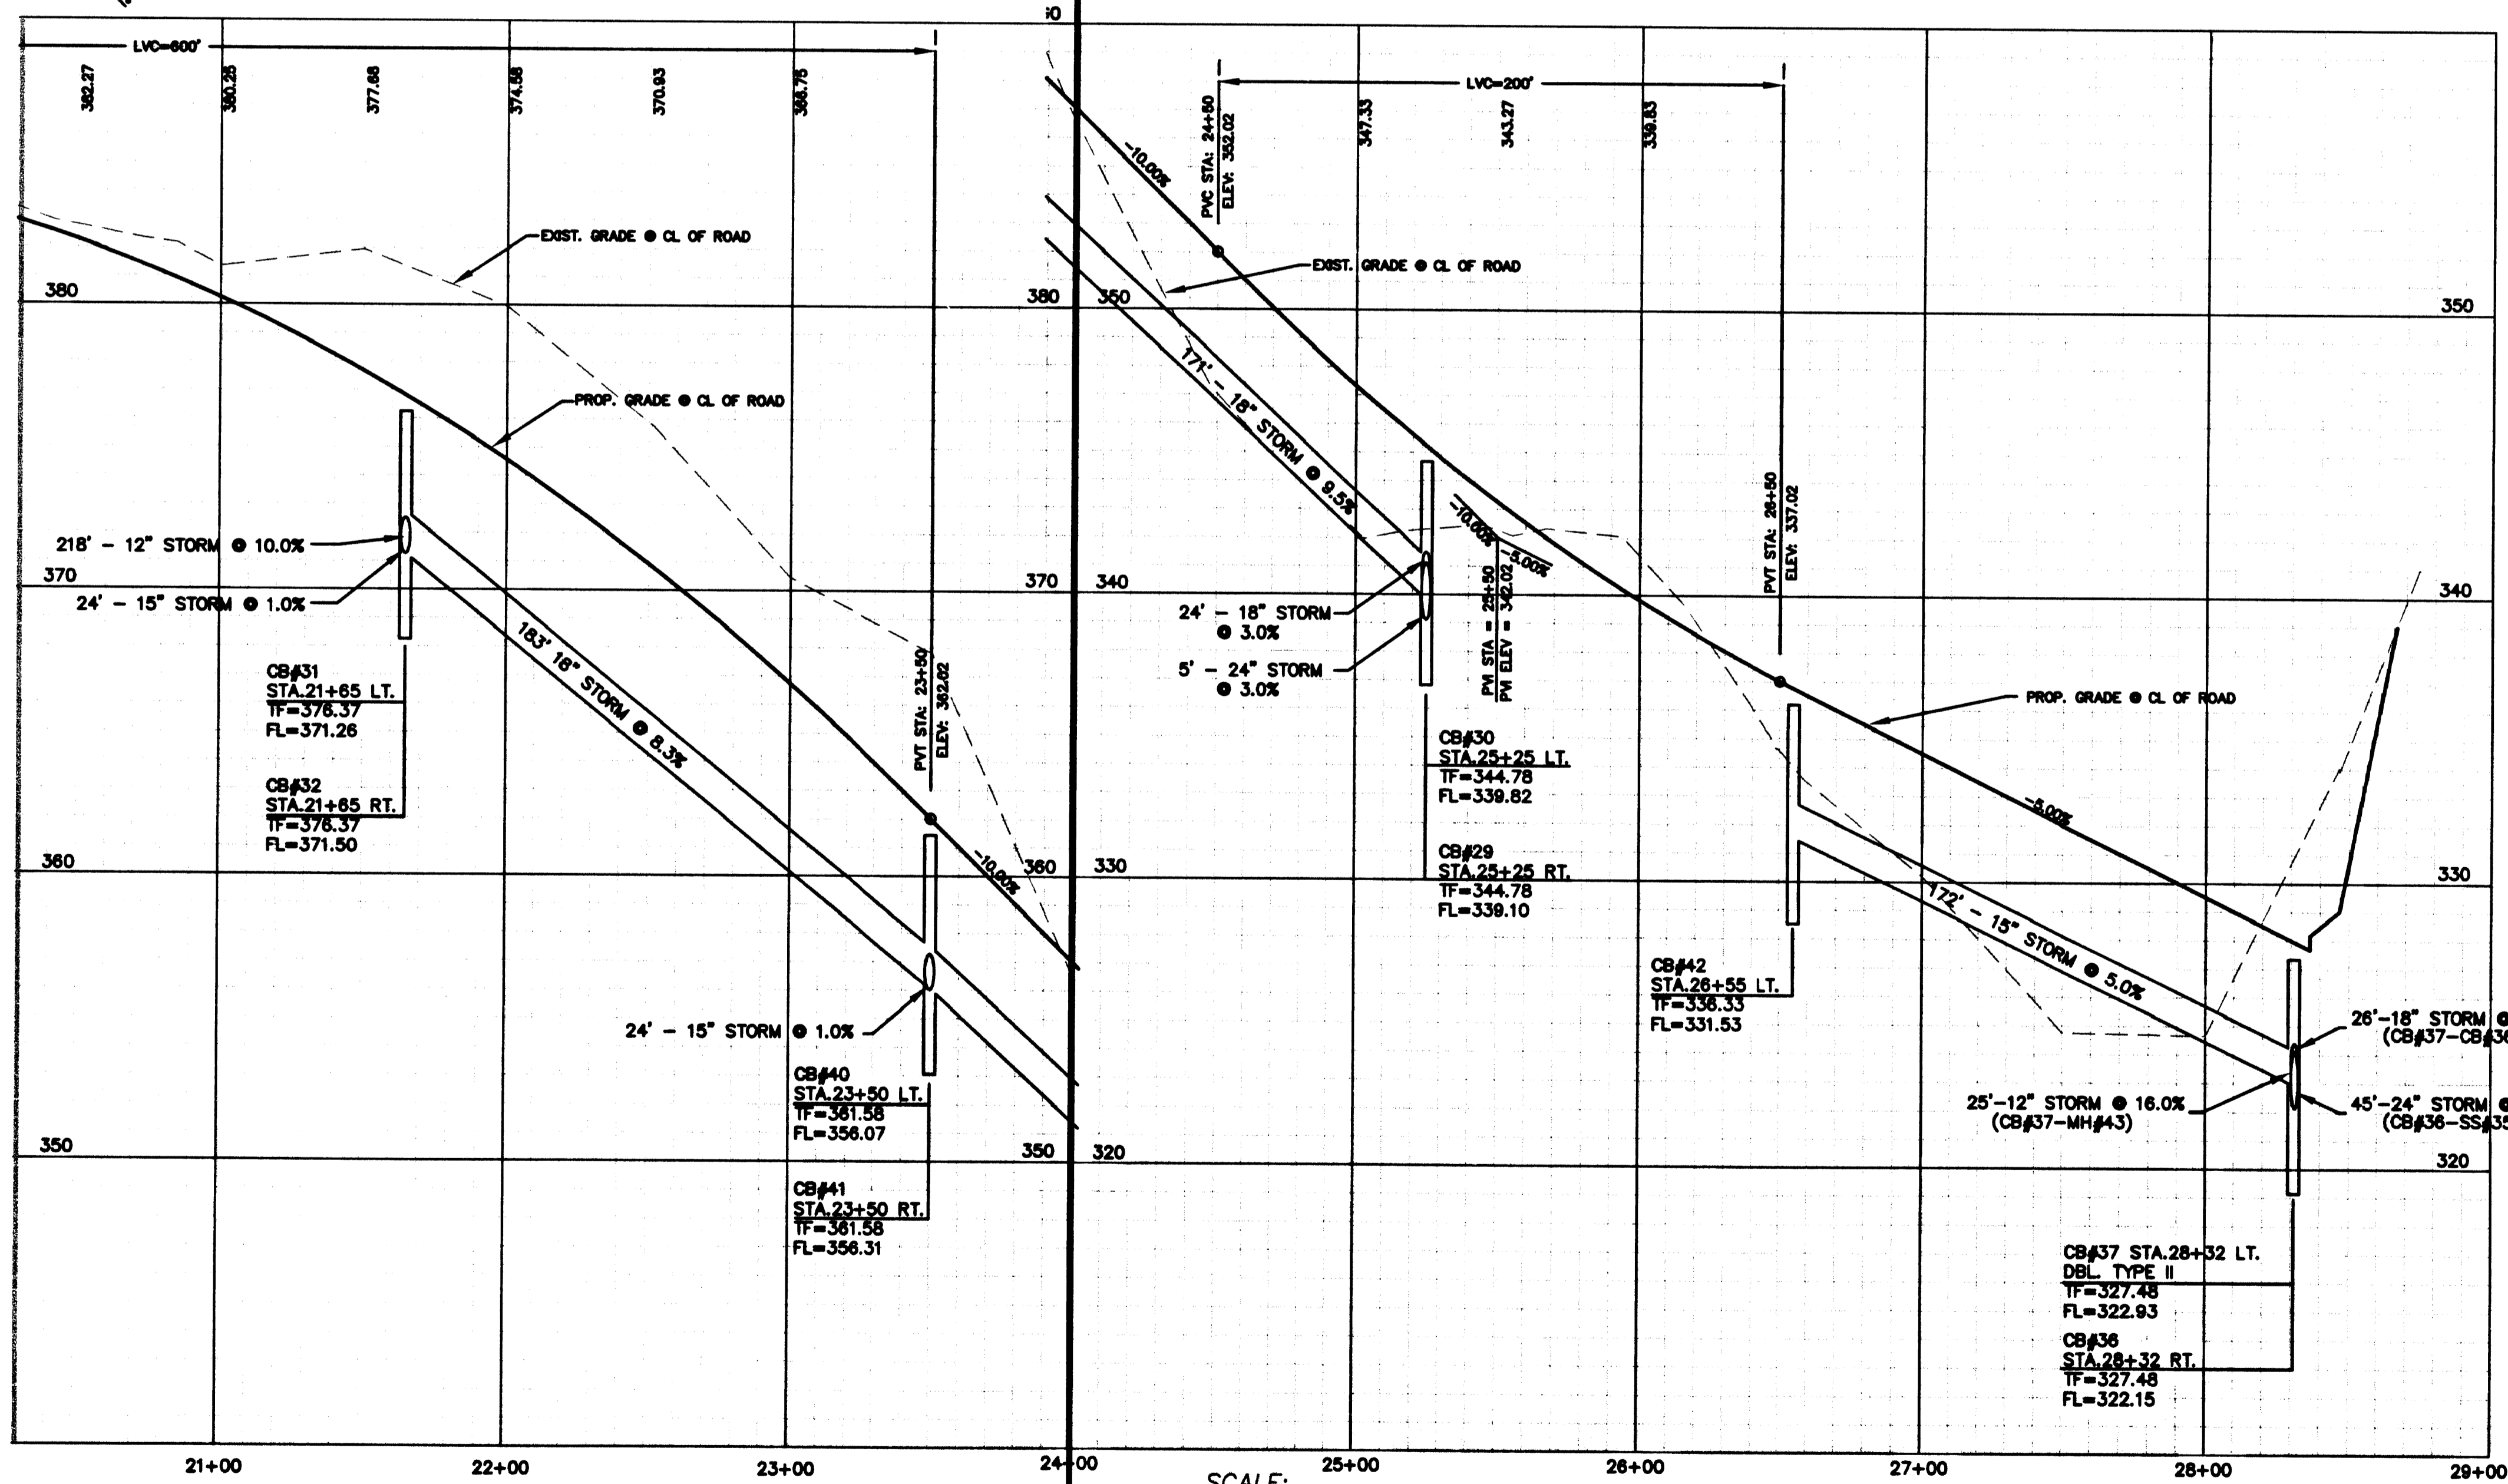 LVC=600'
LVC=200'
380.25
377.68
374.58
370.93
PVC STA: 24+50
ELEV: 352.02
347.33
343.27
339.83
-10.00%
EXIST. GRADE @ CL OF ROAD
EXIST. GRADE @ CL OF ROAD
380
380
350
350
171' - 18" STORM @ 9.5%
PROP. GRADE @ CL OF ROAD
-10.00%
-5.00%
PVI STA = 25+50
PVI ELEV = 342.02
PVT STA: 26+50
ELEV: 337.02
218' - 12" STORM @ 10.0%
24' - 15" STORM @ 1.0%
370
370
340
340
183' 18" STORM @ 8.3%
24' - 18" STORM
@ 3.0%
5' - 24" STORM
@ 3.0%
PVT STA: 23+50
PROP. GRADE @ CL OF ROAD
CB#31
STA.21+65 LT.
TF=376.37
FL=371.26
CB#32
STA.21+65 RT.
TF=376.37
FL=371.50
CB#30
STA.25+25 LT.
TF=344.78
FL=339.82
CB#29
STA.25+25 RT.
TF=344.78
FL=339.10
-5.00%
-10.00%
360
360
330
330
172' - 15" STORM @ 5.0%
CB#42
STA.26+55 LT.
TF=336.33
FL=331.53
24' - 15" STORM @ 1.0%
CB#40
STA.23+50 LT.
TF=361.58
FL=356.07
CB#41
STA.23+50 RT.
TF=361.58
FL=356.31
26'-18" STORM @
(CB#37-CB#36
25'-12" STORM @ 16.0%
(CB#37-MH#43)
45'-24" STORM @
(CB#36-SS#35
350
350
320
320
CB#37 STA.28+32 LT.
DBL. TYPE II
TF=327.48
FL=322.93
CB#36
STA.28+32 RT.
TF=327.48
FL=322.15
21+00
22+00
23+00
24+00
25+00
26+00
27+00
28+00
29+00
SCALE: